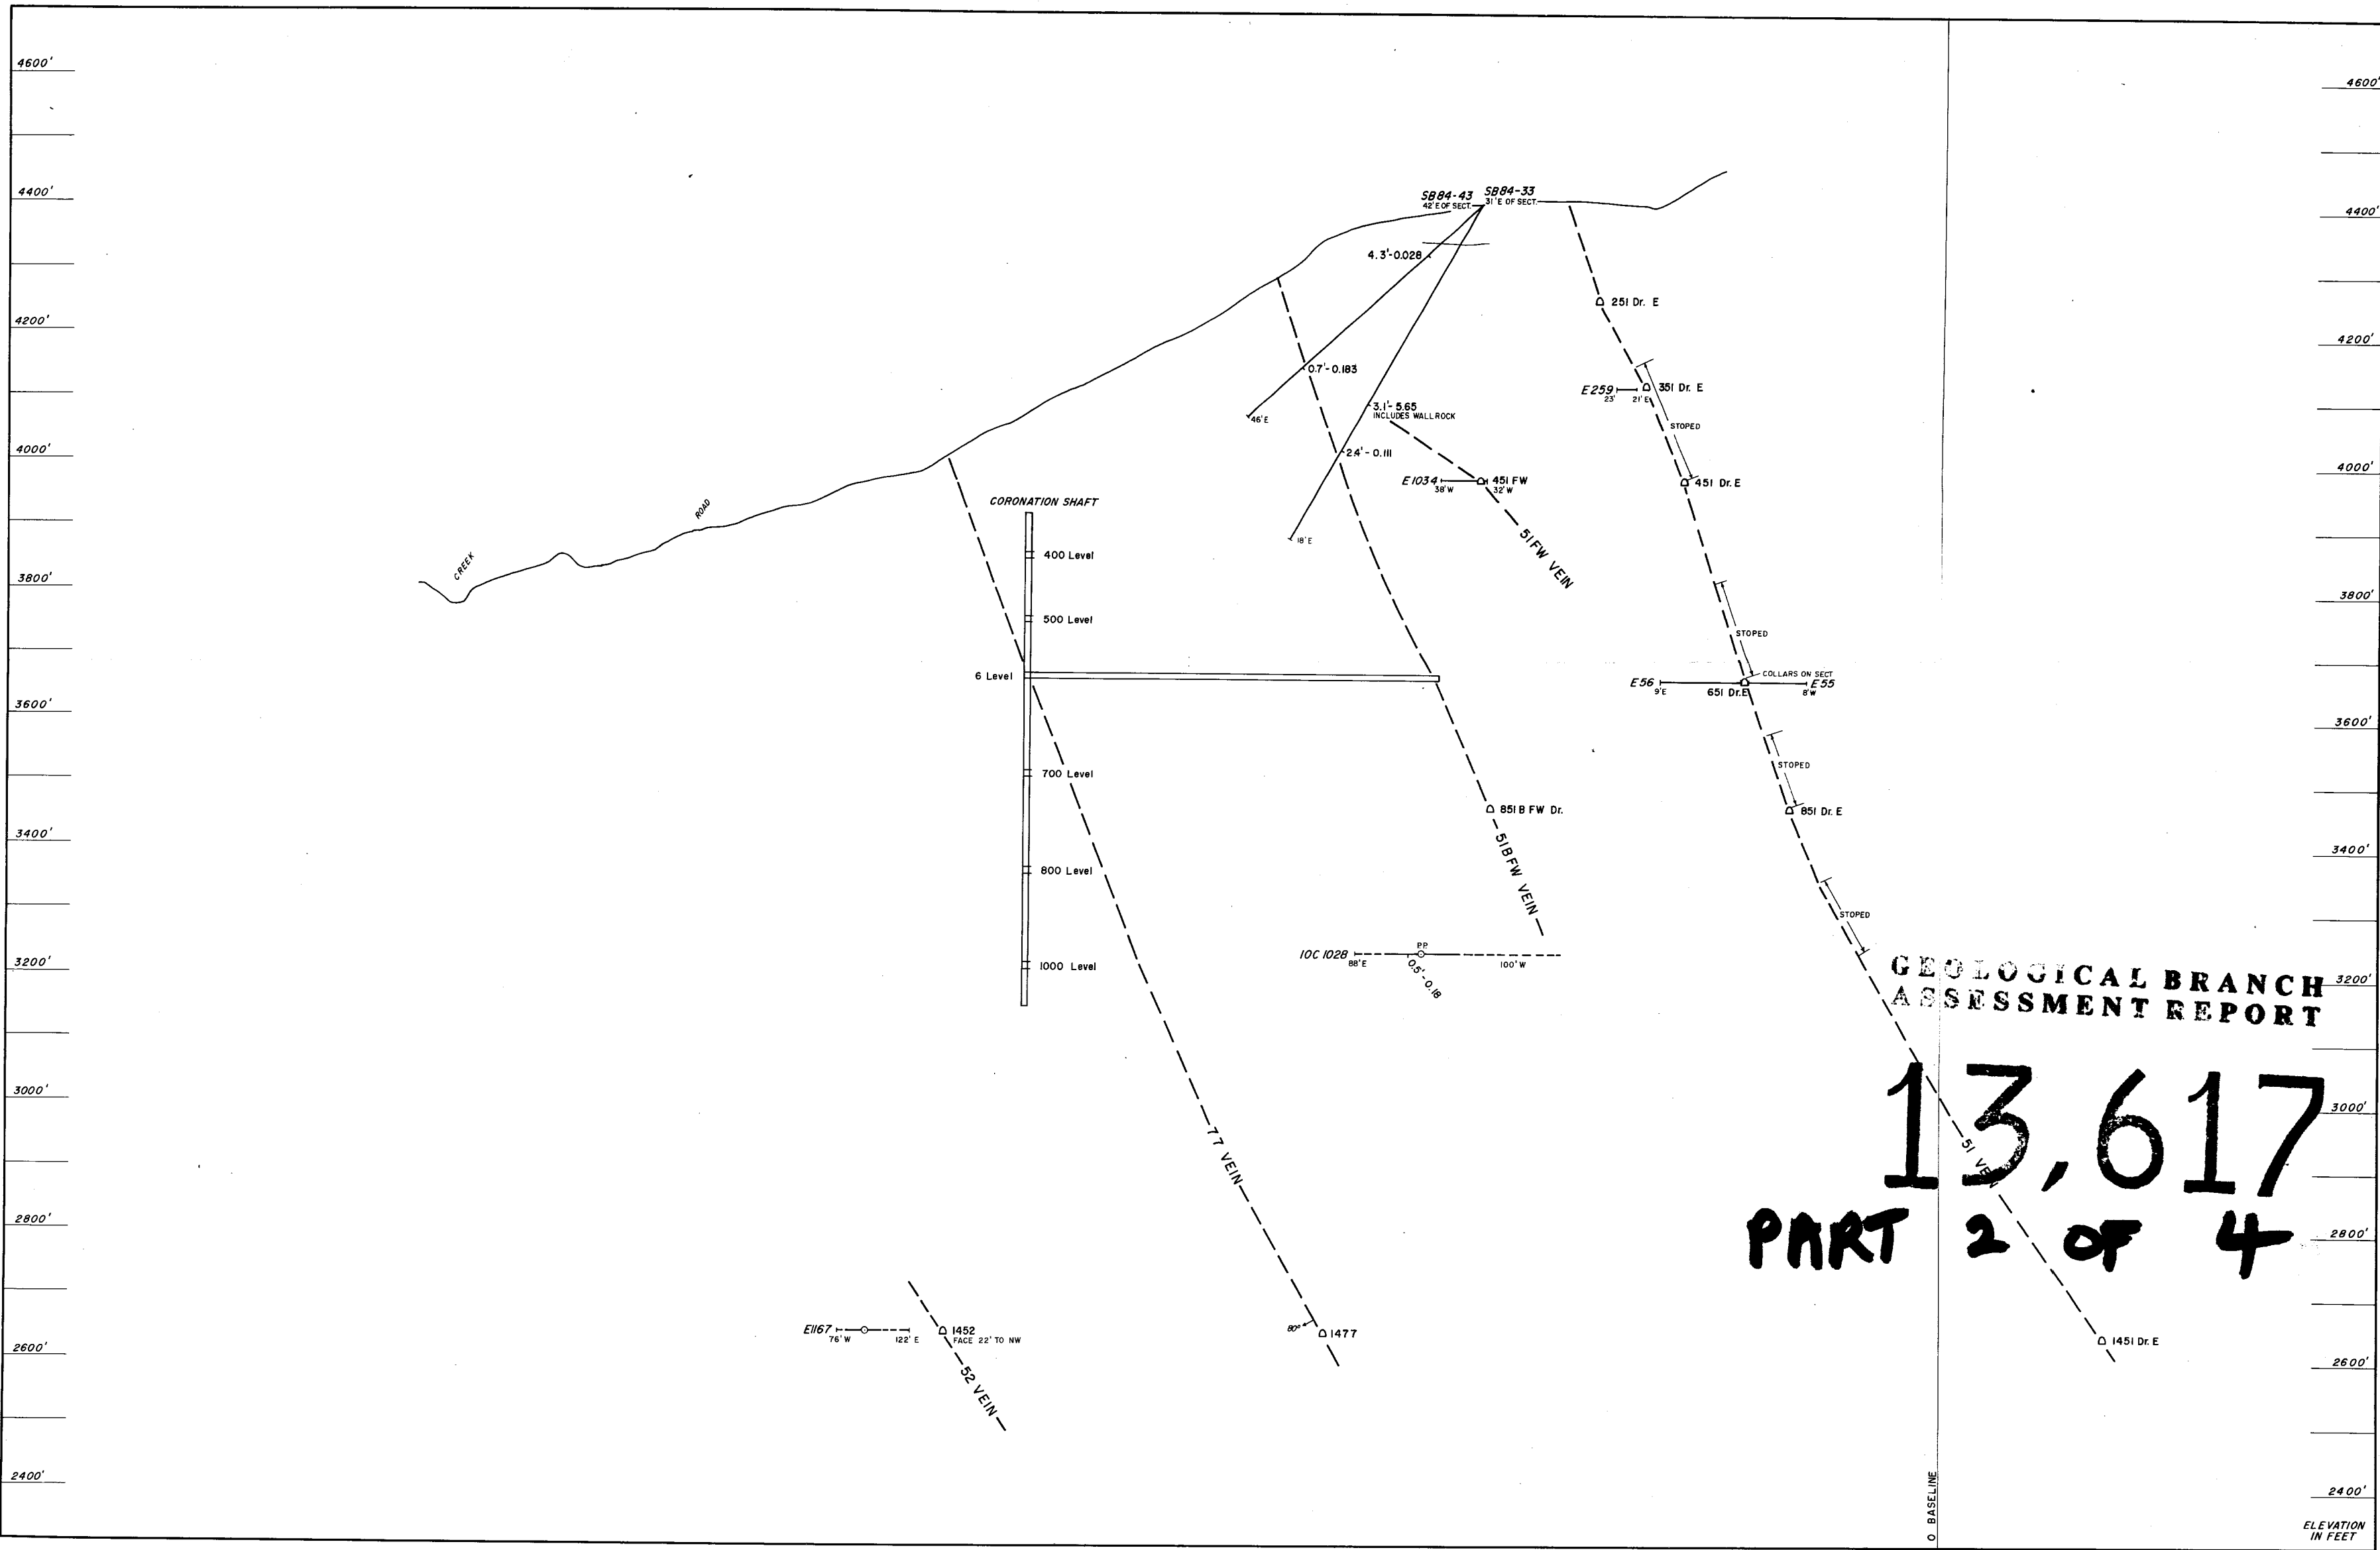 4600'
4400'
4200'
4000'
3800'
3600'
3400'
3200'
3000'
2800'
2600'
2400'
SB84-43
42' E OF SECT.
SB84-33
31' E OF SECT.
4.3'-0.028
0.7'-0.183
46' E
3.1'-5.65
INCLUDES WALLROCK
2.4'-0.111
18' E
E1034
38' W
451 FW
32' W
51 FW VEIN
251 Dr. E
E259
23'
21' E
351 Dr. E
STOPED
451 Dr. E
STOPED
COLLARS ON SECT
E56
9' E
651 Dr. E
E55
8' W
STOPED
851 Dr. E
STOPED
CREEK
ROAD
CORONATION SHAFT
400 Level
500 Level
6 Level
700 Level
800 Level
1000 Level
851 B FW Dr.
51B FW VEIN
10C 1028
88' E
P.P.
0.5'-0.18
100' W
77 VEIN
80°
1477
E1167
76' W
122' E
1452
FACE 22' TO NW
52 VEIN
GEOLOGICAL BRANCH
ASSESSMENT REPORT
13,617
PART 2 OF 4
51 VEIN
1451 Dr. E
O BASELINE
4600'
4400'
4200'
4000'
3800'
3600'
3400'
3200'
3000'
2800'
2600'
2400'
ELEVATION
IN FEET